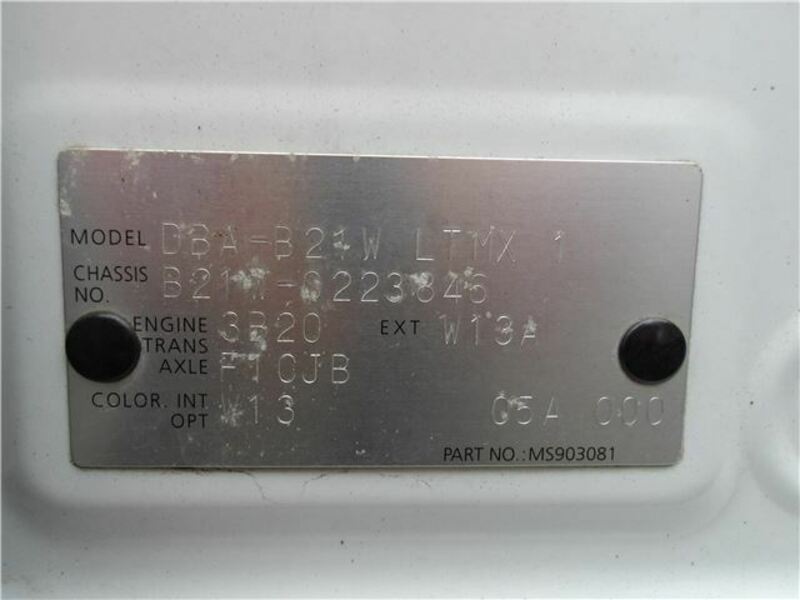 MODEL DBA-B21W LTMX 1
CHASSIS NO. B21W-0223846
ENGINE 3B20 EXT W13A
TRANS AXLE F1CJB
COLOR. INT OPT W13 05A 000
PART NO.:MS903081